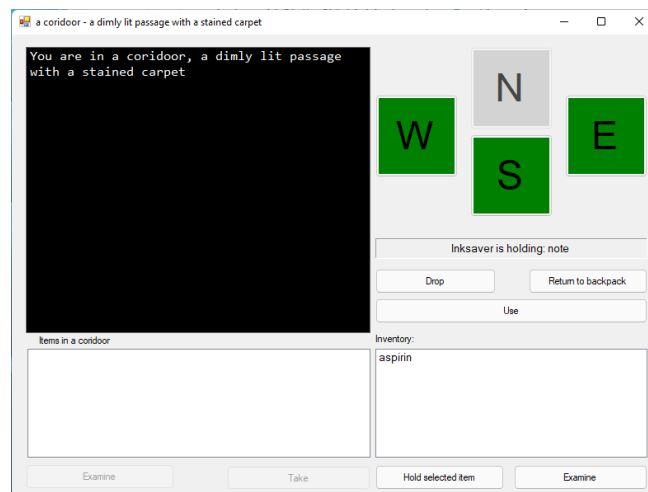 a coridoor - a dimly lit passage with a stained carpet
You are in a coridoor, a dimly lit passage
with a stained carpet
N
W
E
S
Inksaver is holding: note
Drop
Return to backpack
Use
Items in a coridoor
Inventory:
aspirin
Examine
Take
Hold selected item
Examine